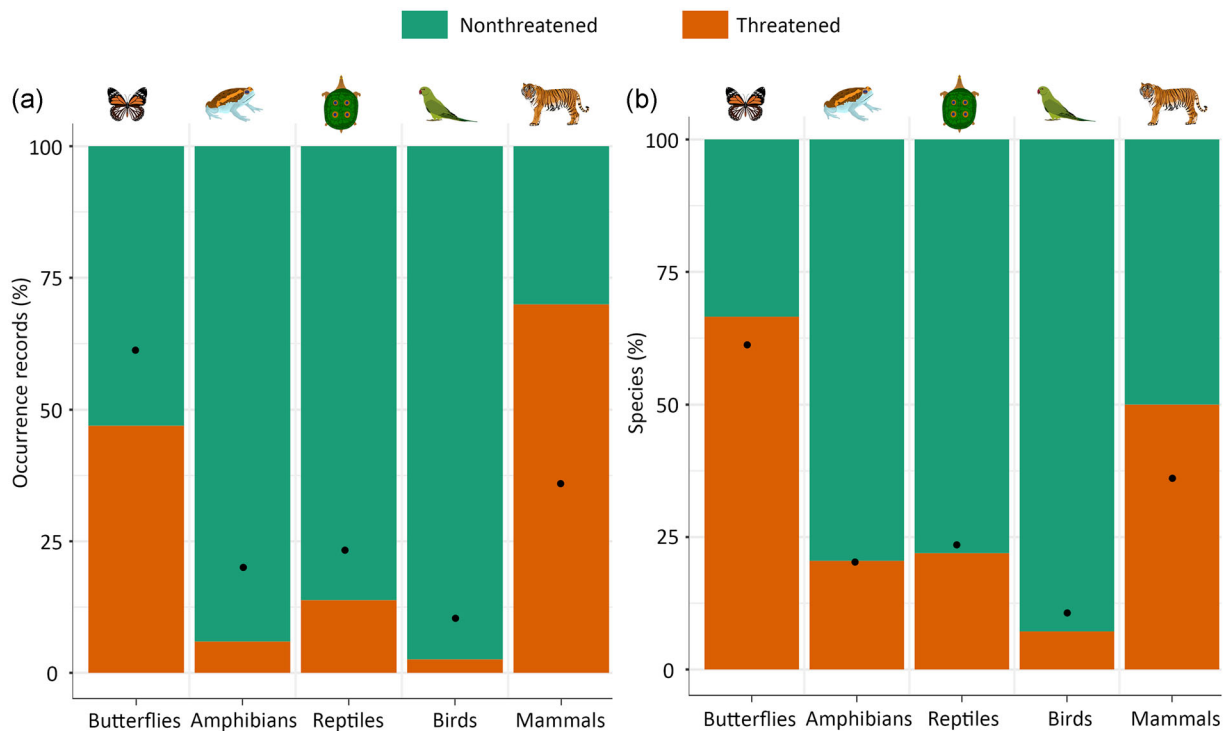 Nonthreatened Threatened
(a)
Occurrence records (%)
100
75
50
25
0
Butterflies Amphibians Reptiles Birds Mammals
(b)
Species (%)
100
75
50
25
0
Butterflies Amphibians Reptiles Birds Mammals